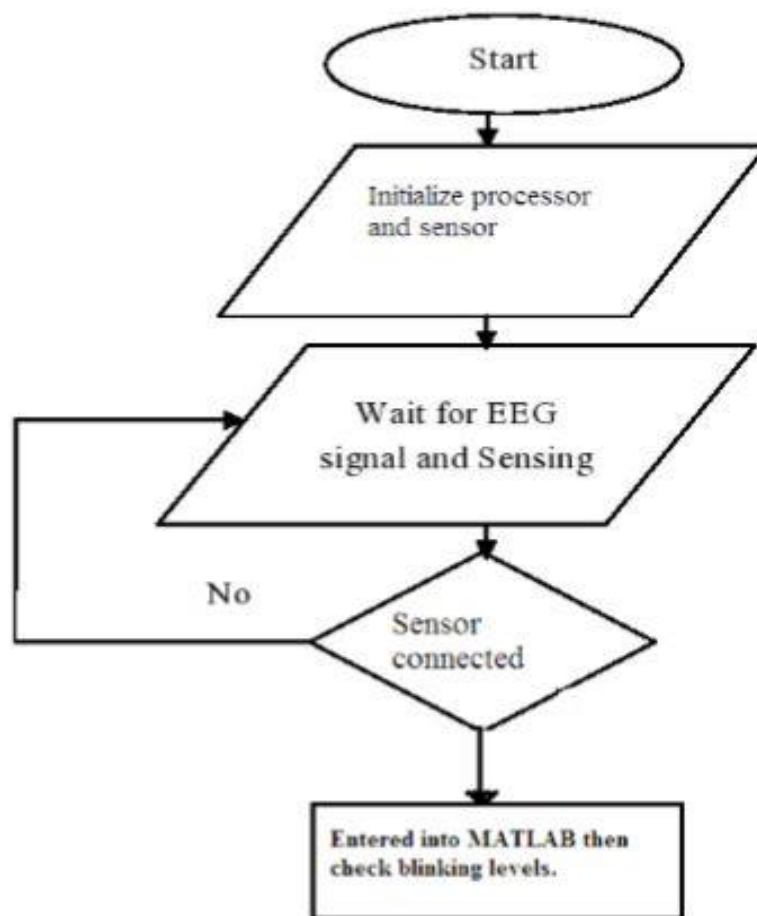 Start
Initialize processor
and sensor
Wait for EEG
signal and Sensing
No
Sensor
connected
Entered into MATLAB then
check blinking levels.